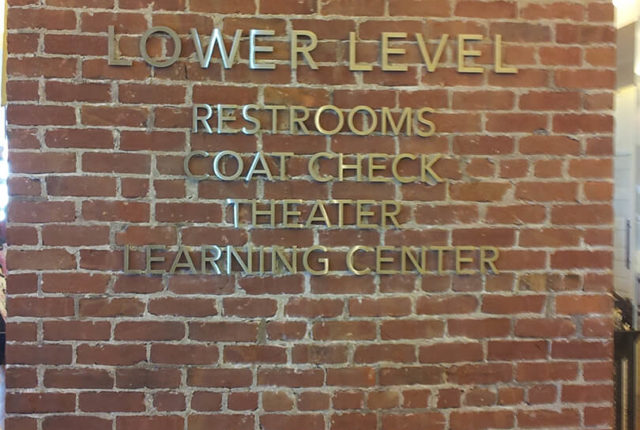 LOWER LEVEL
RESTROOMS
COAT CHECK
THEATER
LEARNING CENTER